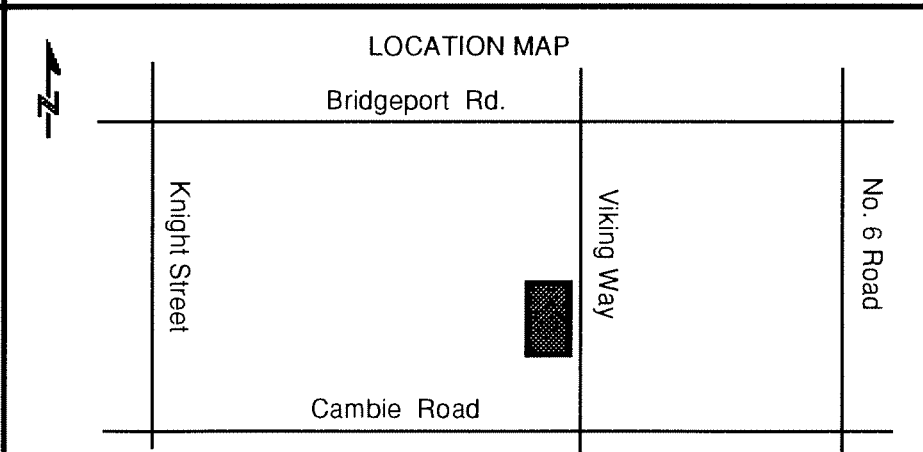 LOCATION MAP
N
Bridgeport Rd.
Knight Street
Viking Way
No. 6 Road
Cambie Road